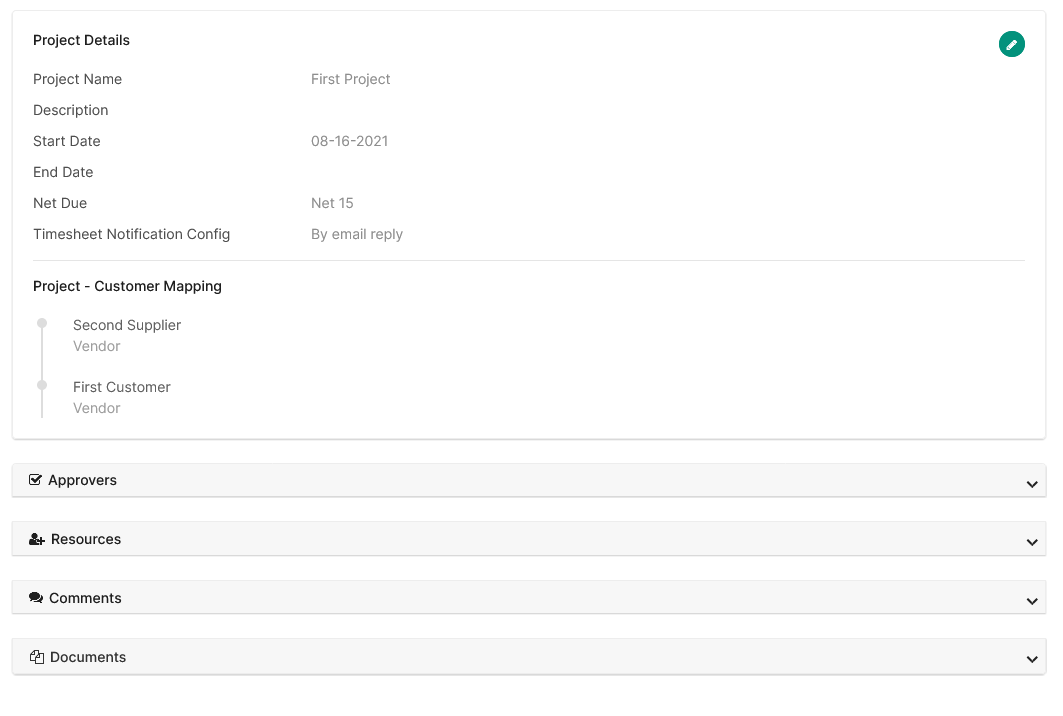 Project Details
Project Name First Project
Description
Start Date 08-16-2021
End Date
Net Due Net 15
Timesheet Notification Config By email reply
Project - Customer Mapping
Second Supplier
Vendor
First Customer
Vendor
Approvers
Resources
Comments
Documents